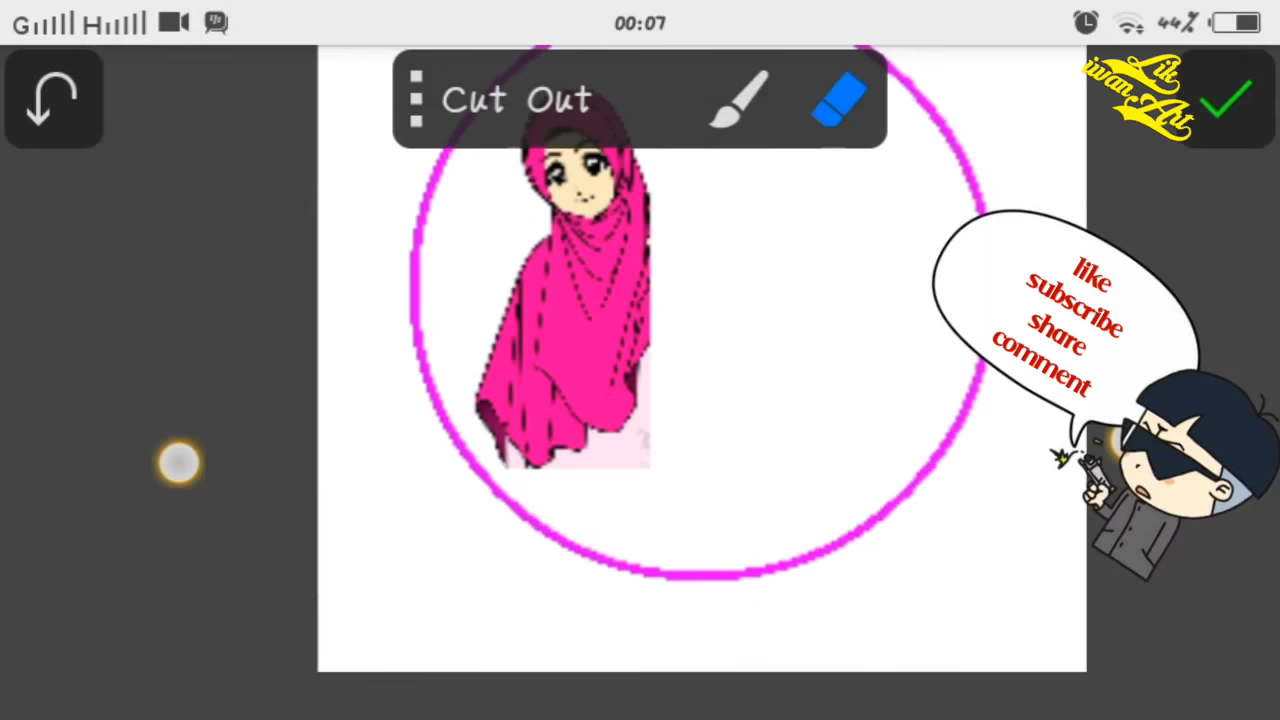 G H 00:07 44%
Cut Out
Lik
iwan
Art
like
subscribe
share
comment